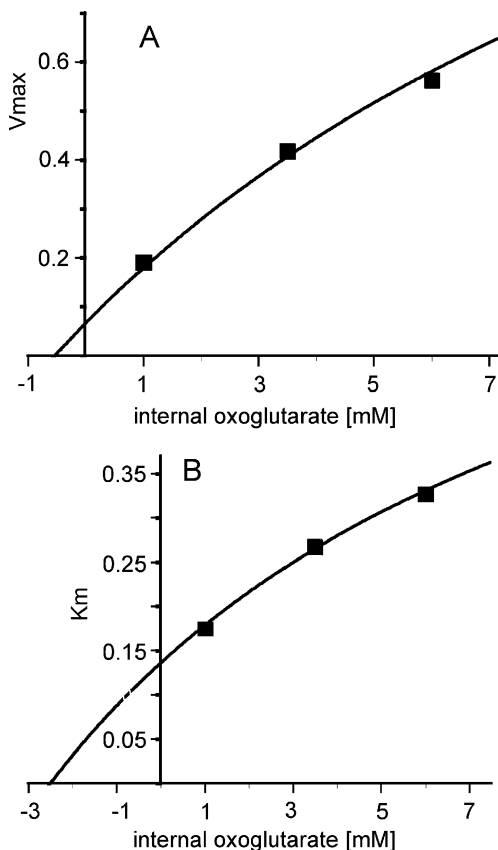 A
Vmax
0.6
0.4
0.2
-1 1 3 5 7
internal oxoglutarate [mM]
B
Km
0.35
0.25
0.15
0.05
-3 -1 1 3 5 7
internal oxoglutarate [mM]